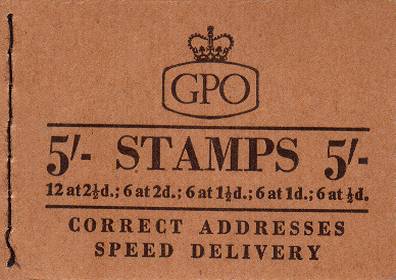 GPO
5/- STAMPS 5/-
12 at 2½d.; 6 at 2d.; 6 at 1½d.; 6 at 1d.; 6 at ½d.
CORRECT ADDRESSES
SPEED DELIVERY